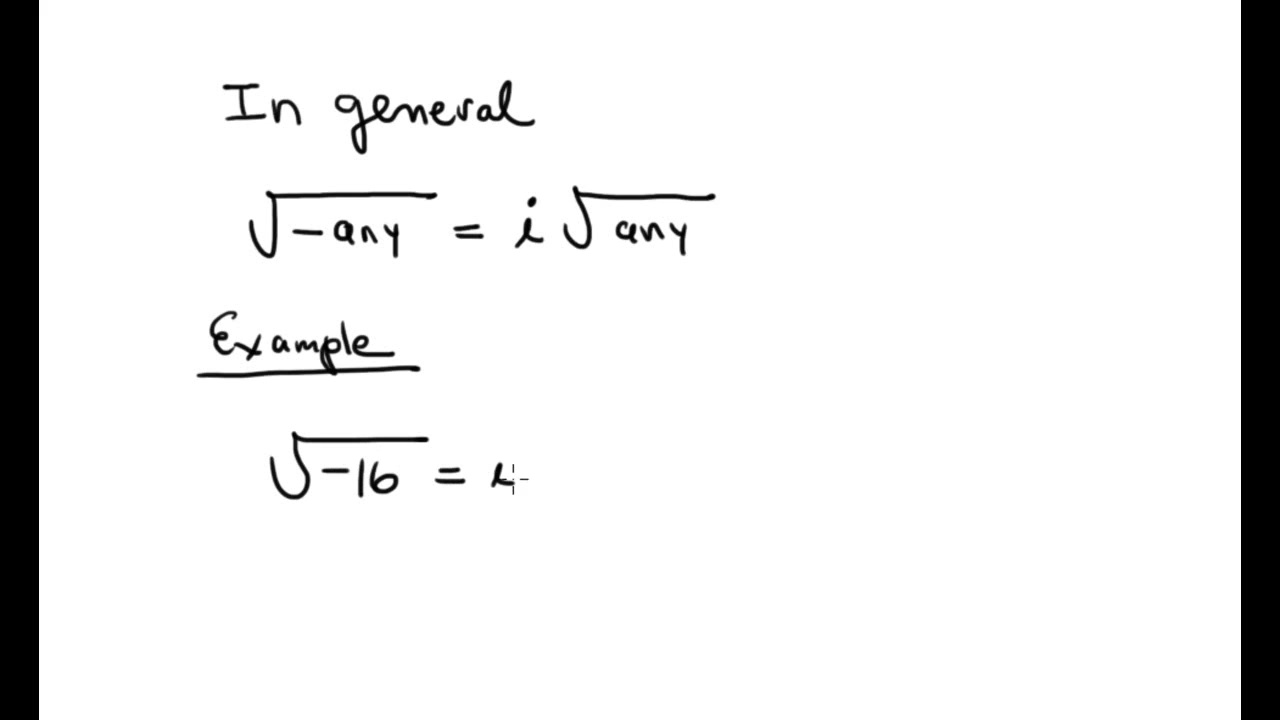 In general
√-any = i √any
Example
√-16 = i